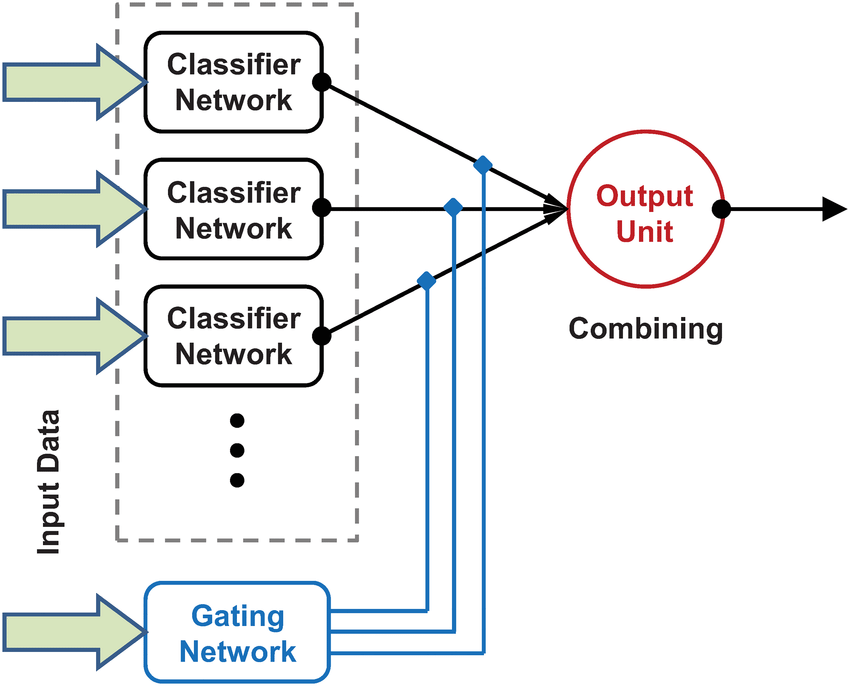 Classifier
Network
Classifier
Network
Classifier
Network
Output
Unit
Combining
Input Data
Gating
Network